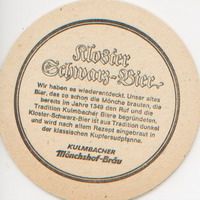 Kloster
Schwarz-Bier
Wir haben es wiederentdeckt. Unser altes
Bier, das so schon die Mönche brauten, die
bereits im Jahre 1349 den Ruf und die
Tradition Kulmbacher Biere begründeten.
Kloster-Schwarz-Bier ist aus Tradition dunkel
und wird nach altem Rezept eingebraut in
der klassischen Kupfersudpfanne.
KULMBACHER
Mönchshof-Bräu